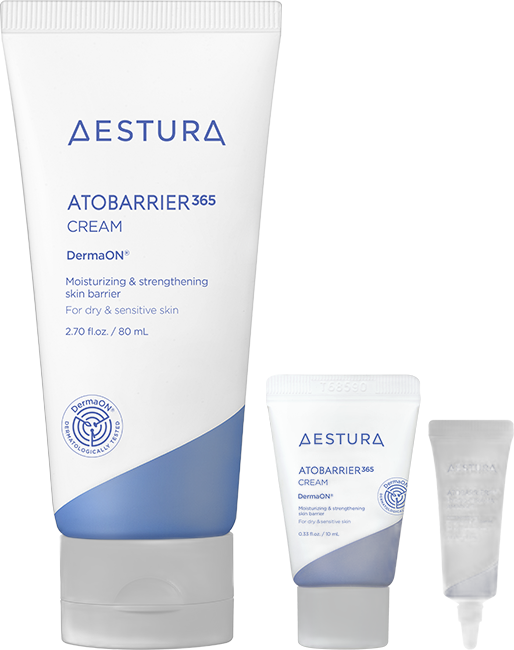 AESTURA
ATOBARRIER365
CREAM
DermaON®
Moisturizing & strengthening
skin barrier
For dry & sensitive skin
2.70 fl.oz. / 80 mL
DermaON®
DERMATOLOGICALLY TESTED
AESTURA
ATOBARRIER365
CREAM
DermaON®
Moisturizing & strengthening
skin barrier
For dry & sensitive skin
0.33 fl.oz. / 10 mL
DermaON®
AESTURA